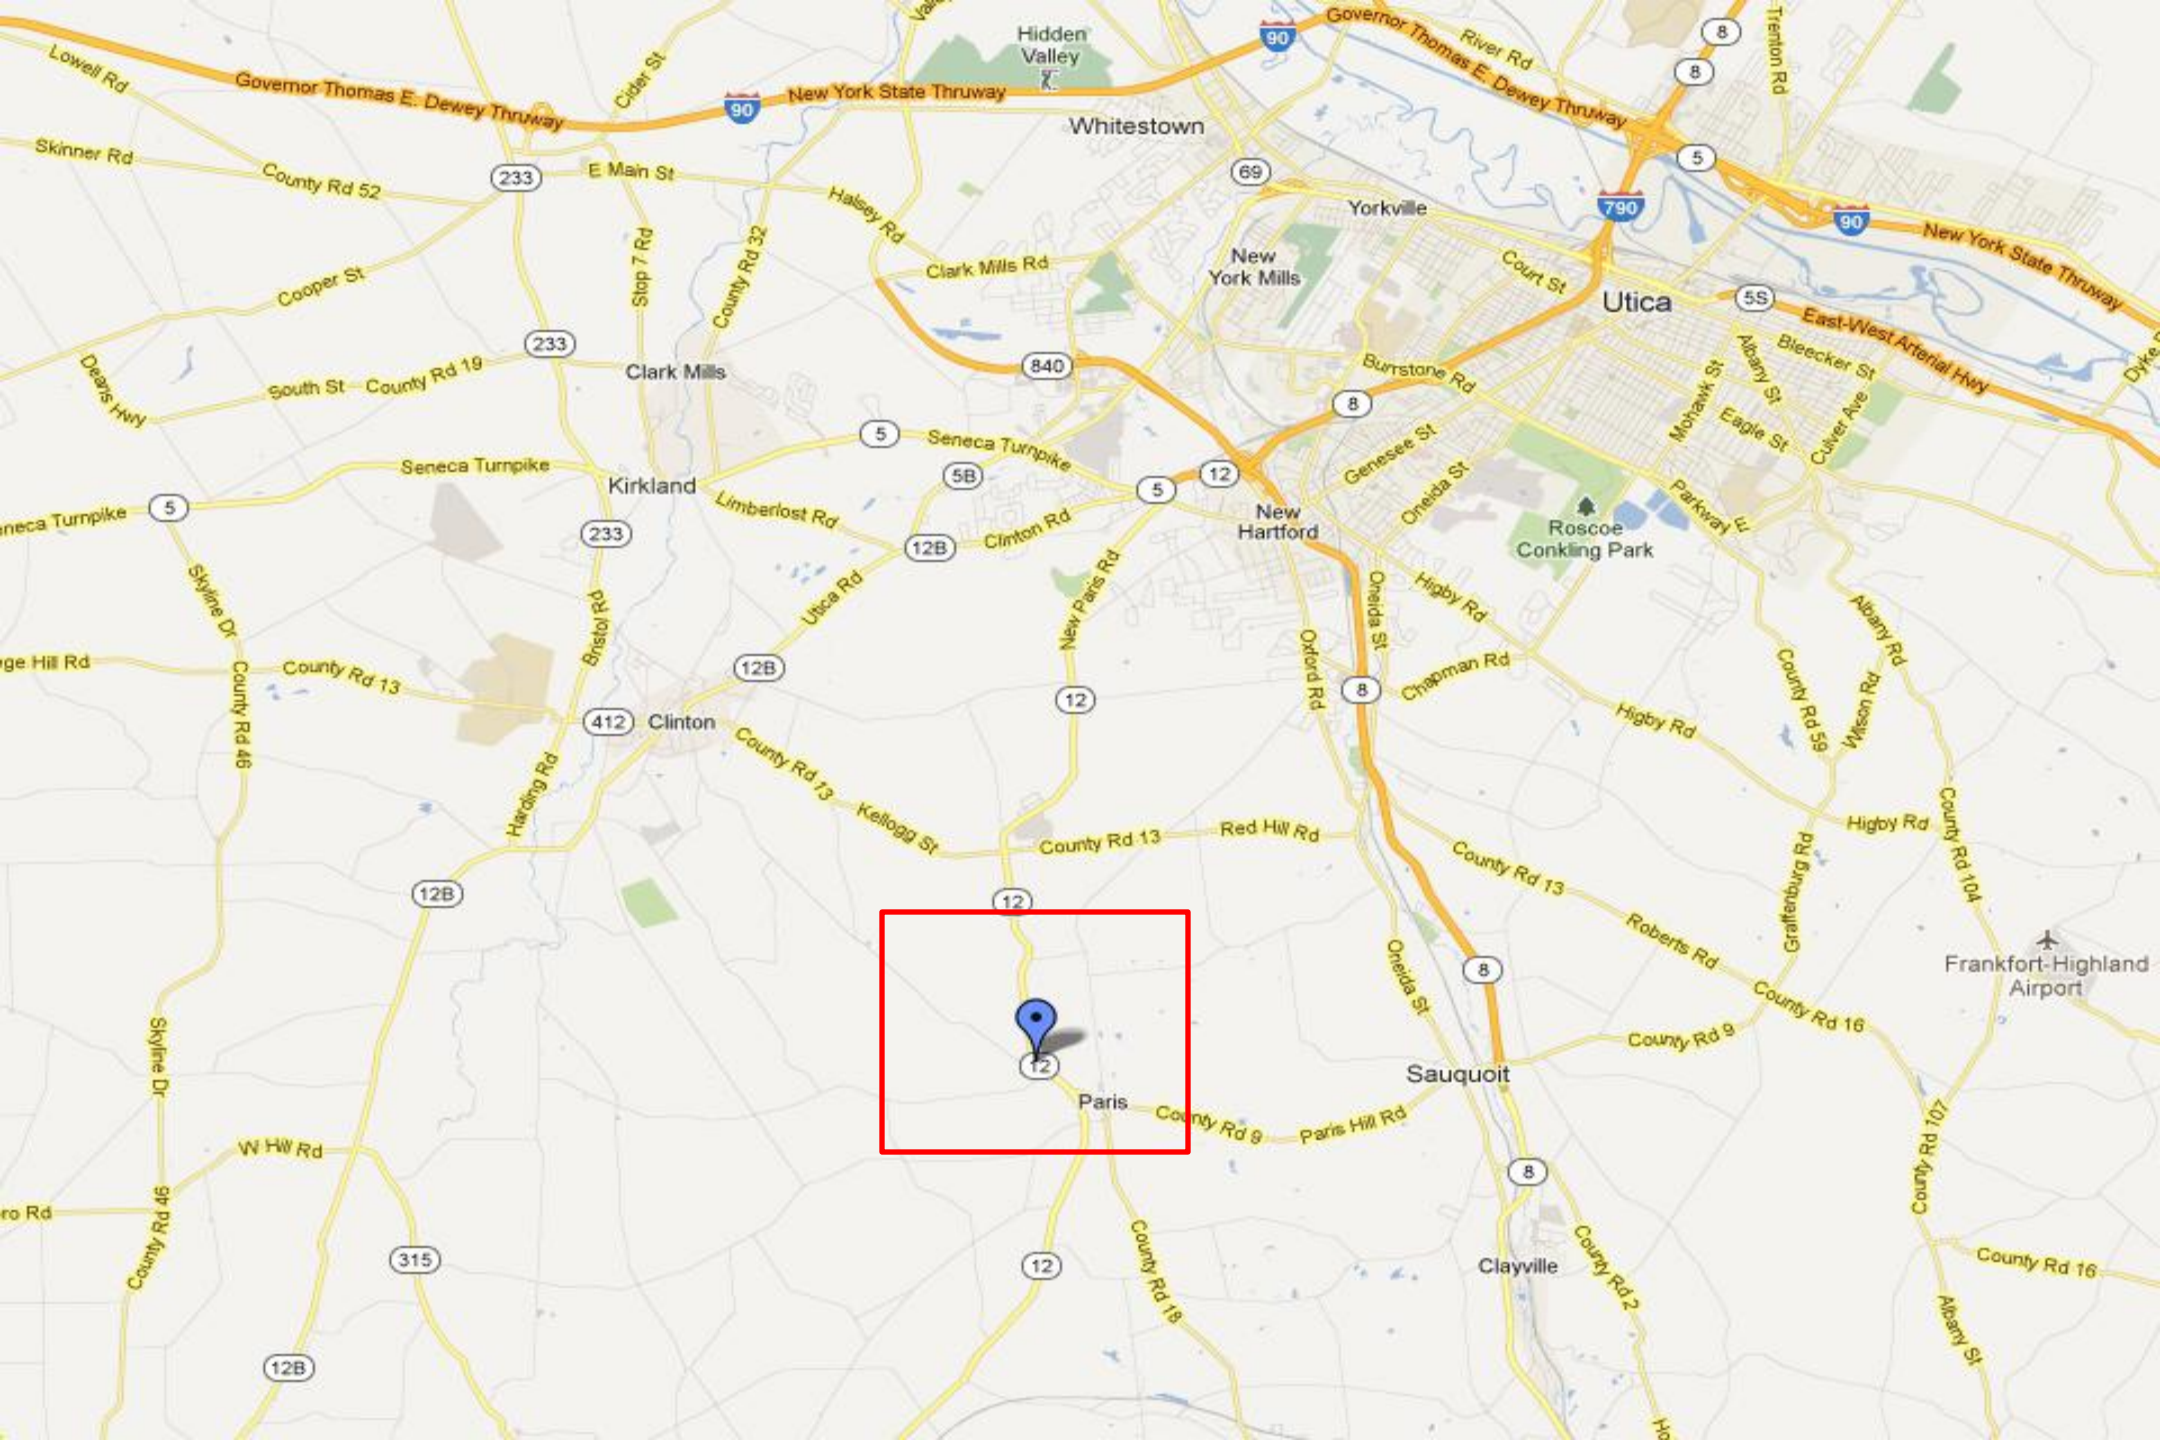 Hidden
Valley
Governor Thomas E. Dewey Thruway
River Rd
Trenton Rd
8
8
90
Lowell Rd
Governor Thomas E. Dewey Thruway
Cider St
90
New York State Thruway
Whitestown
Skinner Rd
County Rd 52
233
E Main St
Halsey Rd
69
5
790
90
New York State Thruway
Yorkville
Stop 7 Rd
County Rd 32
Clark Mills Rd
New
York Mills
Court St
Utica
5S
East-West Arterial Hwy
Cooper St
233
Deans Hwy
South St
County Rd 19
Clark Mills
840
Burrstone Rd
8
Mohawk St
Albany St
Bleecker St
Eagle St
Culver Ave
5
Seneca Turnpike
5B
Seneca Turnpike
Kirkland
Limberlost Rd
5
12
Genesee St
Oneida St
5
233
12B
Clinton Rd
New
Hartford
Roscoe
Conkling Park
Parkway E
Skyline Dr
Bristol Rd
Utica Rd
New Paris Rd
Oneida St
Higby Rd
Albany Rd
County Rd 13
County Rd 46
12B
12
Oxford Rd
8
Chapman Rd
Higby Rd
County Rd 59
Wilson Rd
412
Clinton
County Rd 13
Harding Rd
Kellogg St
County Rd 13
Red Hill Rd
County Rd 13
Higby Rd
County Rd 104
Graffenburg Rd
12B
12
Roberts Rd
Oneida St
8
Frankfort-Highland
Airport
County Rd 16
Skyline Dr
12
County Rd 9
Sauquoit
Paris
County Rd 9
Paris Hill Rd
W Hill Rd
8
County Rd 107
County Rd 46
315
12
County Rd 18
Clayville
County Rd 2
County Rd 16
12B
Albany St